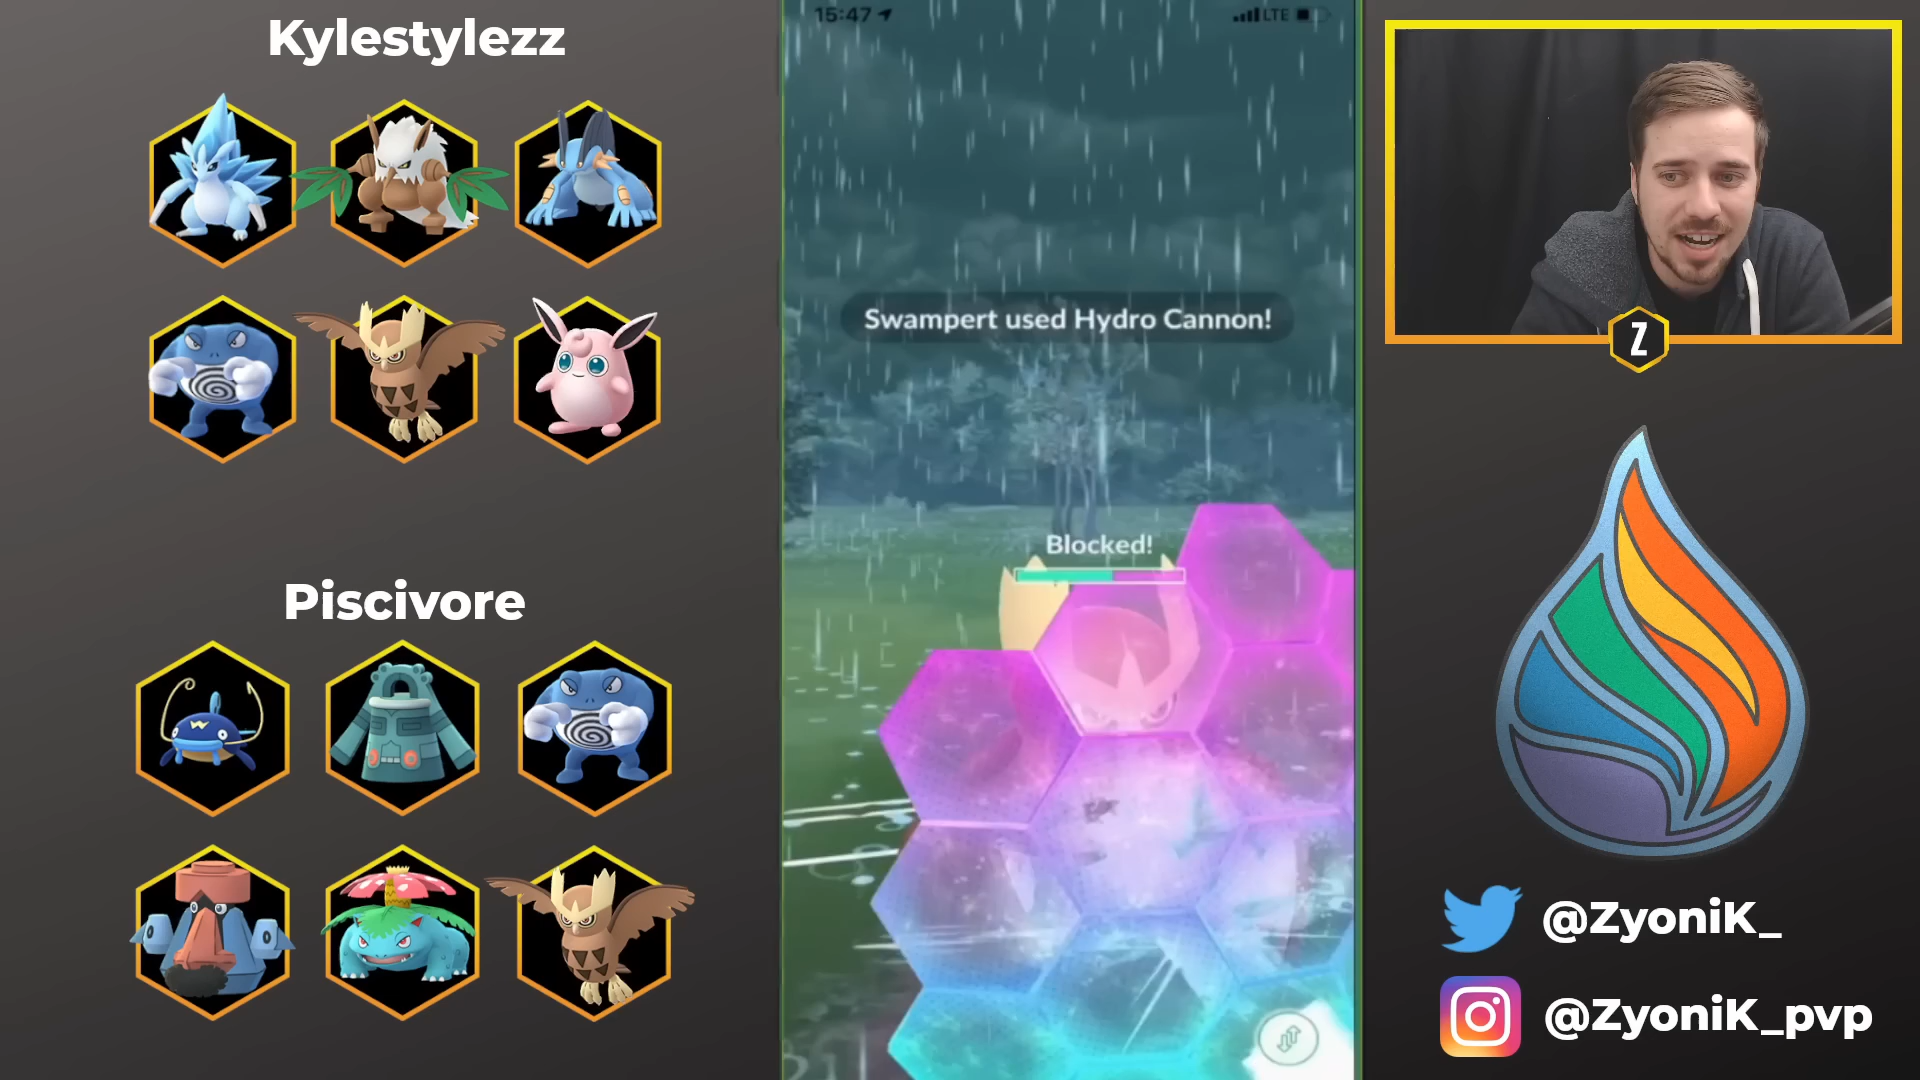 Kylestylezz
Piscivore
15:47
LTE
Swampert used Hydro Cannon!
Blocked!
Z
@ZyoniK_
@ZyoniK_pvp